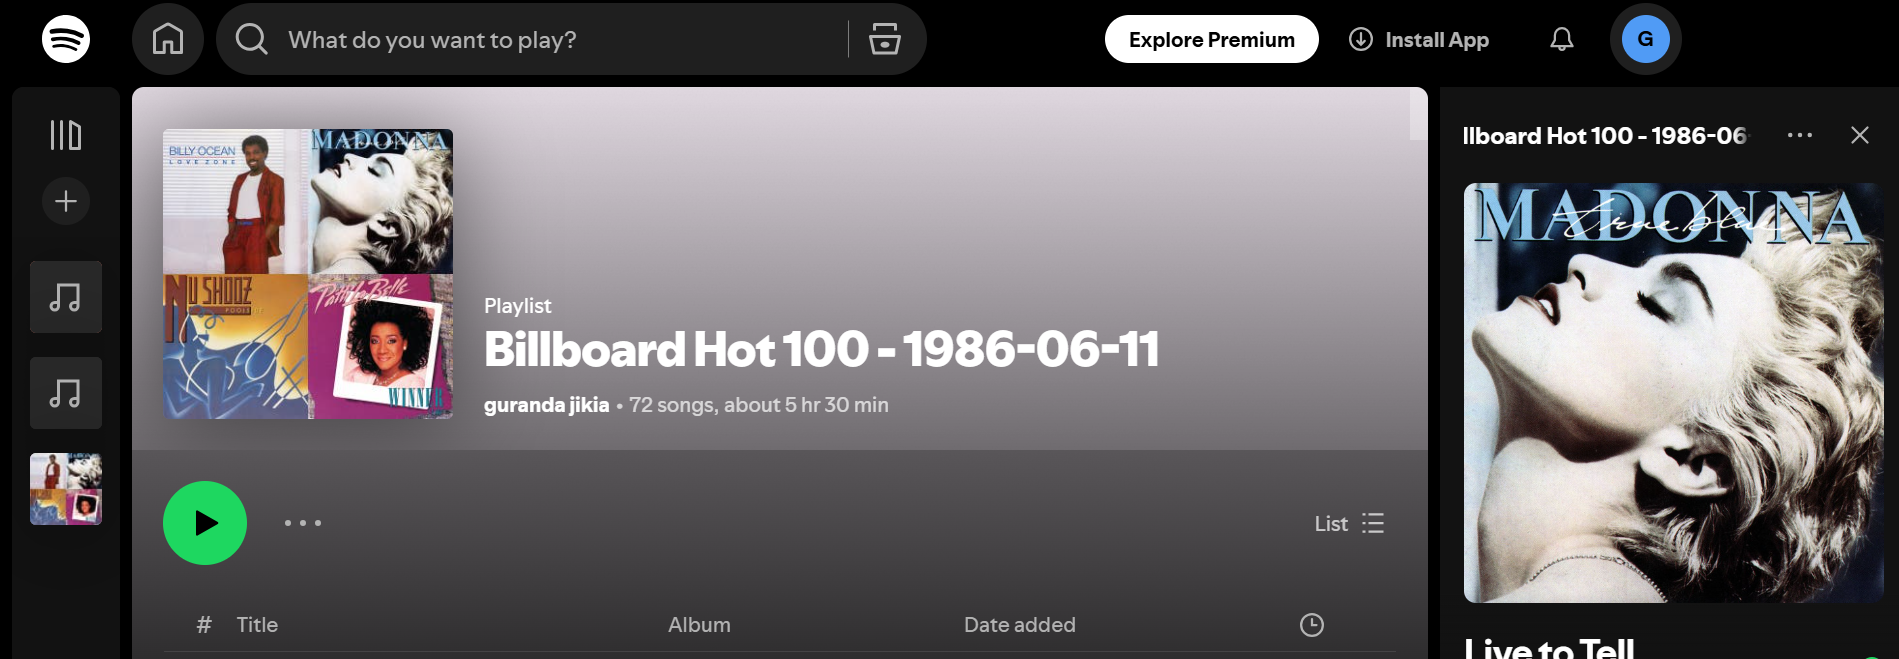 What do you want to play?
Explore Premium
Install App
G
BILLY OCEAN
LOVE ZONE
MADONNA
NU SHOOZ
POOLSIDE
Patti LaBelle
WINNER
Playlist
Billboard Hot 100 - 1986-06-11
guranda jikia • 72 songs, about 5 hr 30 min
List
# Title Album Date added
llboard Hot 100 - 1986-06-
MADONNA
true blue
Live to Tell